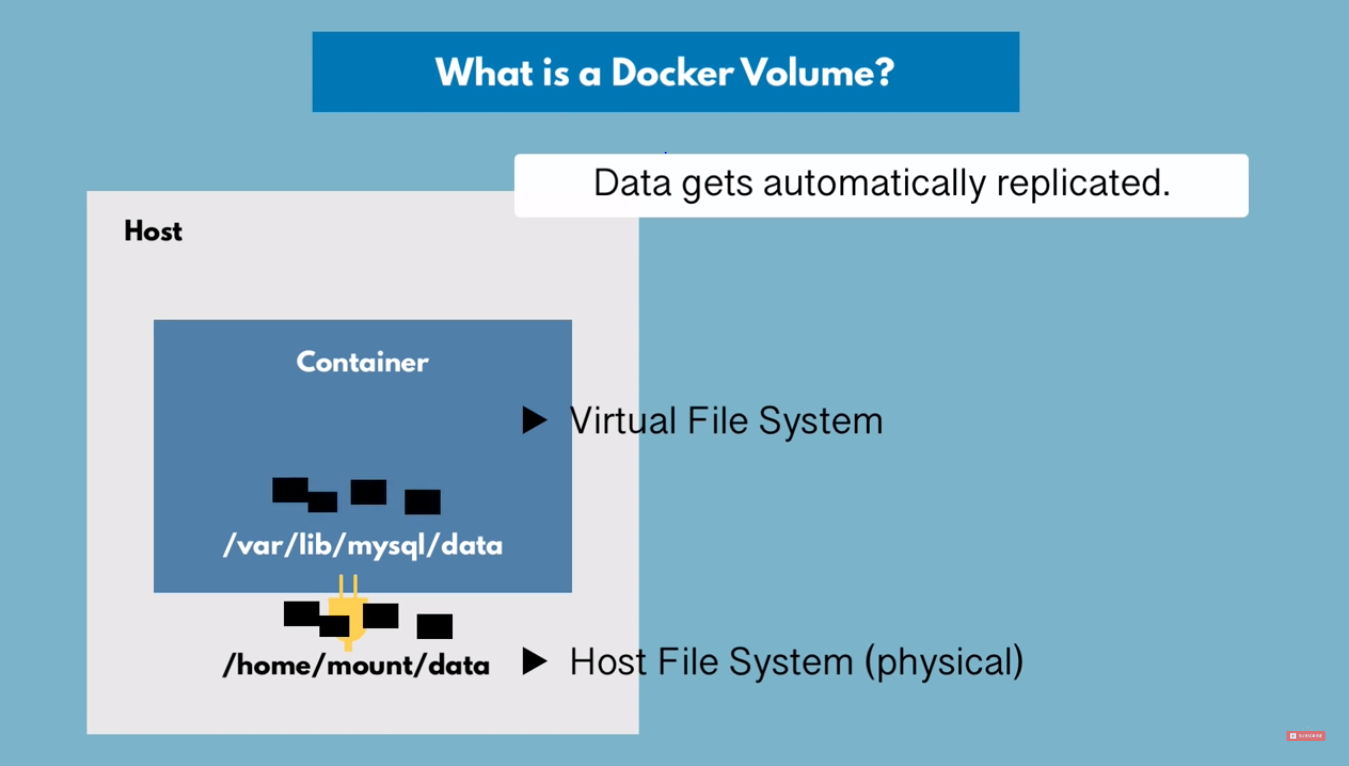 What is a Docker Volume?
Data gets automatically replicated.
Host
Container
Virtual File System
/var/lib/mysql/data
/home/mount/data
Host File System (physical)
SUBSCRIBE